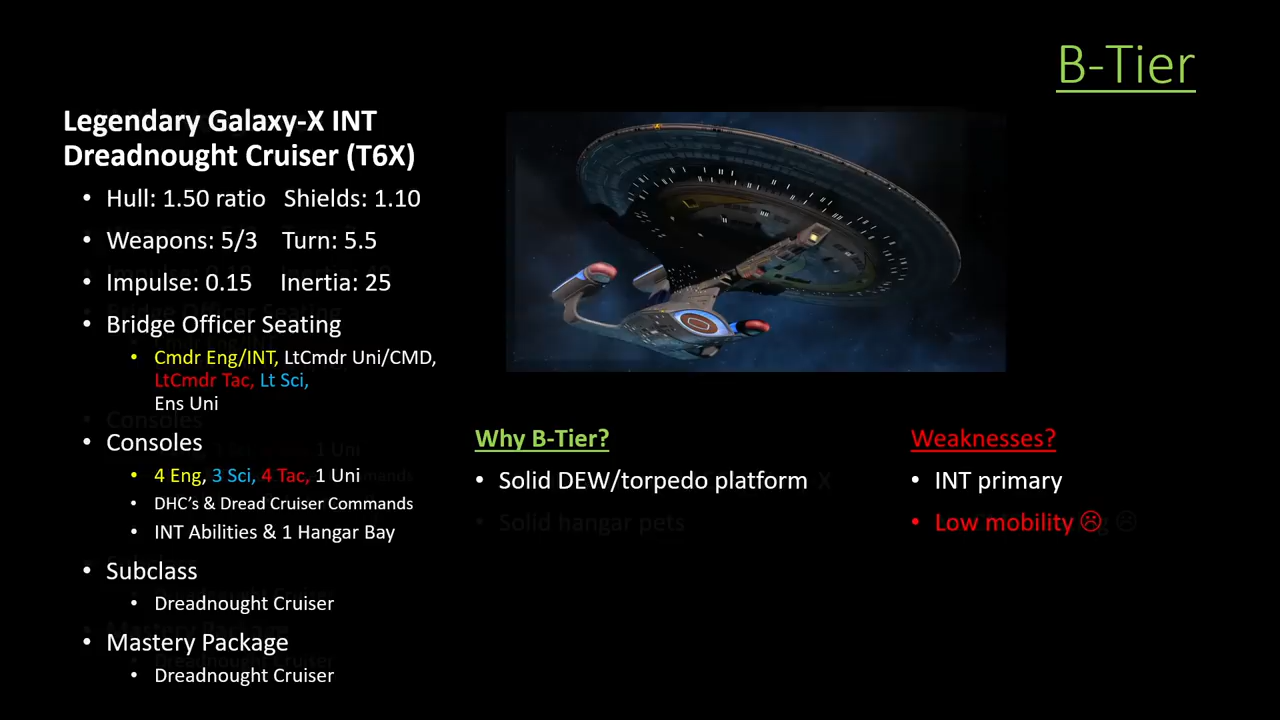 B-Tier
Legendary Galaxy-X INT
Dreadnought Cruiser (T6X)
• Hull: 1.50 ratio Shields: 1.10
• Weapons: 5/3 Turn: 5.5
• Impulse: 0.15 Inertia: 25
• Bridge Officer Seating
• Cmdr Eng/INT, LtCmdr Uni/CMD,
LtCmdr Tac, Lt Sci,
Ens Uni
• Consoles
• 4 Eng, 3 Sci, 4 Tac, 1 Uni
• DHC's & Dread Cruiser Commands
• INT Abilities & 1 Hangar Bay
• Subclass
• Dreadnought Cruiser
• Mastery Package
• Dreadnought Cruiser
Why B-Tier?
• Solid DEW/torpedo platform
• Solid hangar pets
Weaknesses?
• INT primary
• Low mobility ☹